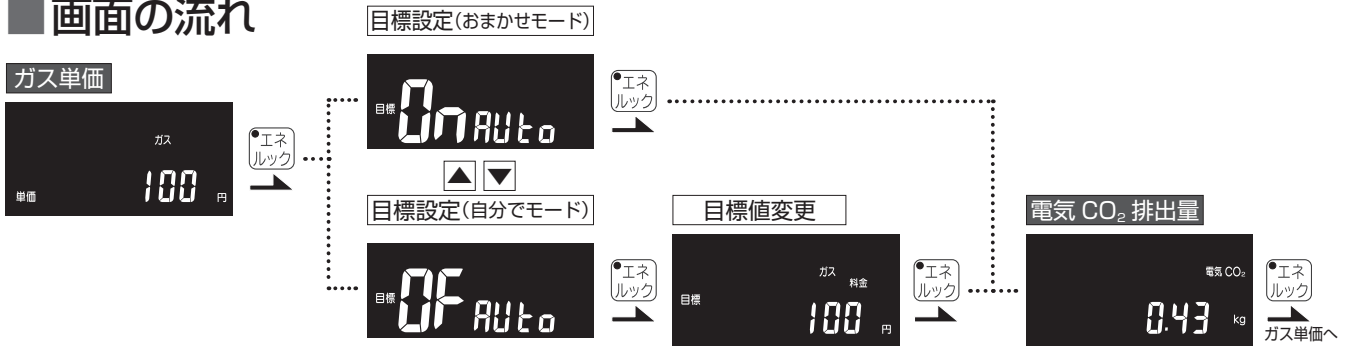 ■画面の流れ
ガス単価
ガス
単価 100 円
●エネ
ルック
目標設定(おまかせモード)
目標 On AUto
●エネ
ルック
▲ ▼
目標設定(自分でモード)
目標 OF AUto
●エネ
ルック
目標値変更
ガス
料金
目標 100 円
●エネ
ルック
電気 CO₂ 排出量
電気 CO₂
0.43 kg
●エネ
ルック
ガス単価へ